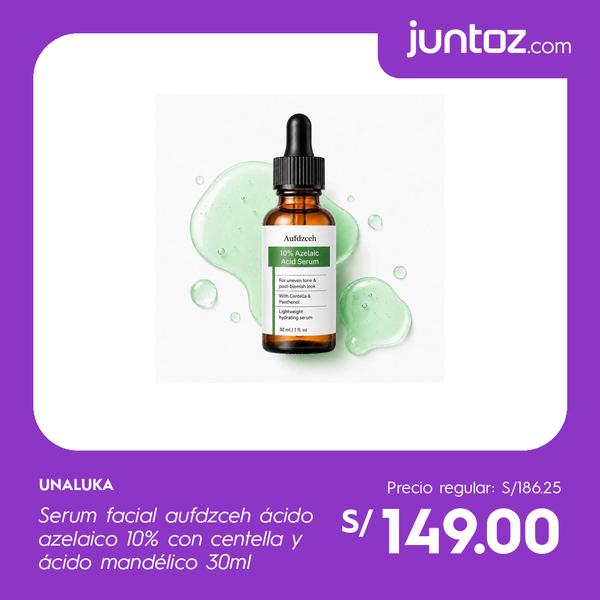 juntoz.com
Aufdzceh
10% Azelaic
Acid Serum
For uneven tone &
post-blemish look
With Centella &
Panthenol
Lightweight
hydrating serum
30 ml / 1 fl. oz
UNALUKA
Serum facial aufdzceh ácido
azelaico 10% con centella y
ácido mandélico 30ml
Precio regular: S/186.25
S/149.00